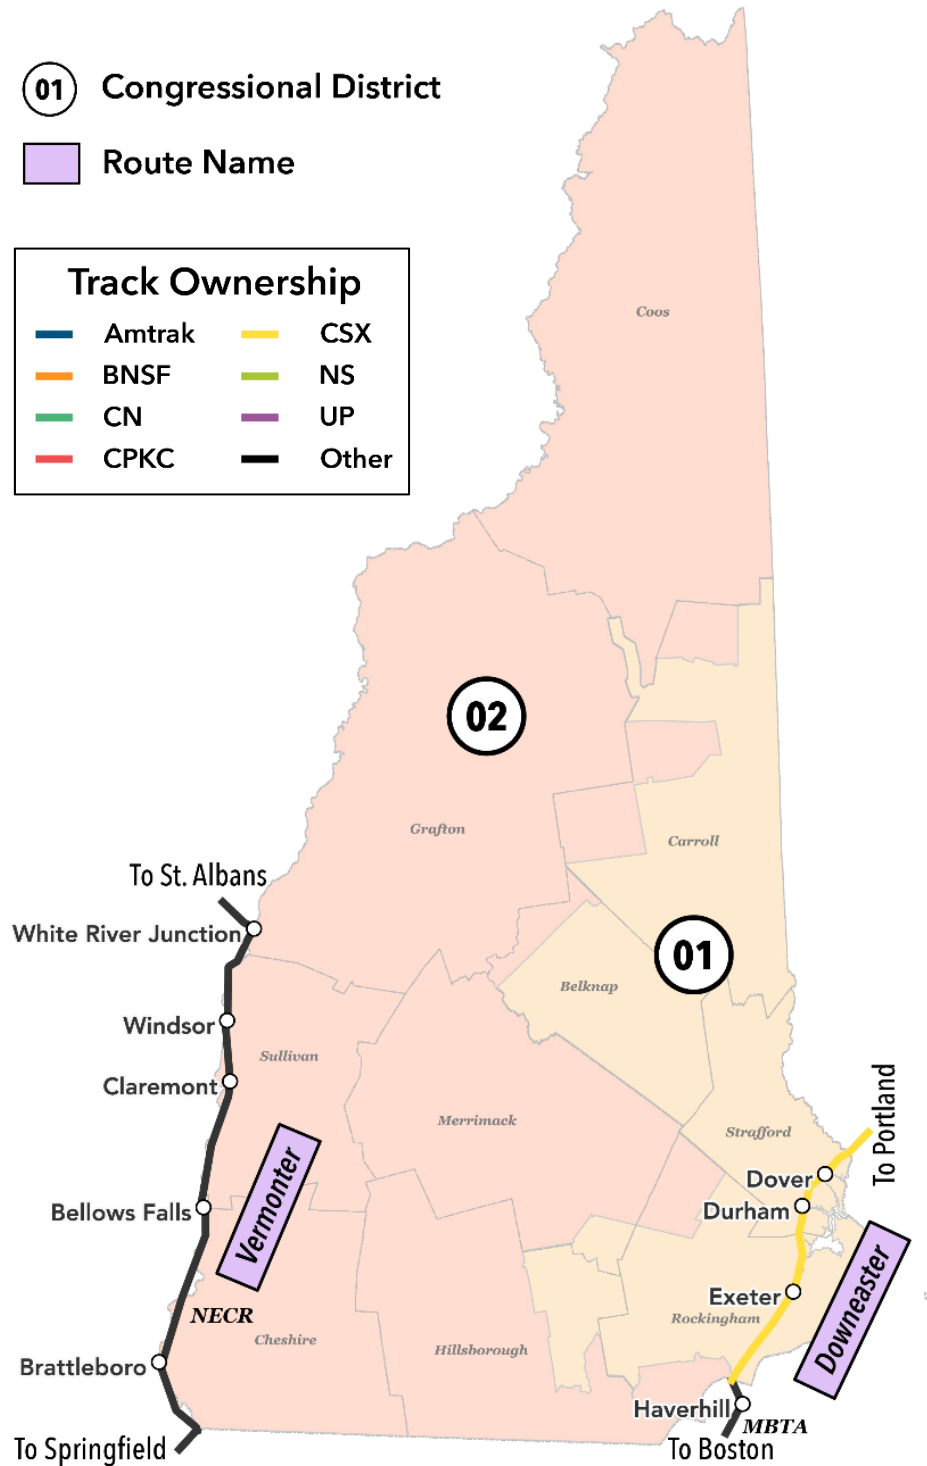 01 Congressional District
Route Name
Track Ownership
Amtrak CSX
BNSF NS
CN UP
CPKC Other
Coos
02
Grafton
Carroll
To St. Albans
White River Junction
01
Belknap
Windsor
Sullivan
Claremont
Merrimack
To Portland
Strafford
Dover
Vermonter
Bellows Falls
Durham
Downeaster
Exeter
NECR
Rockingham
Cheshire
Hillsborough
Brattleboro
Haverhill
MBTA
To Springfield
To Boston